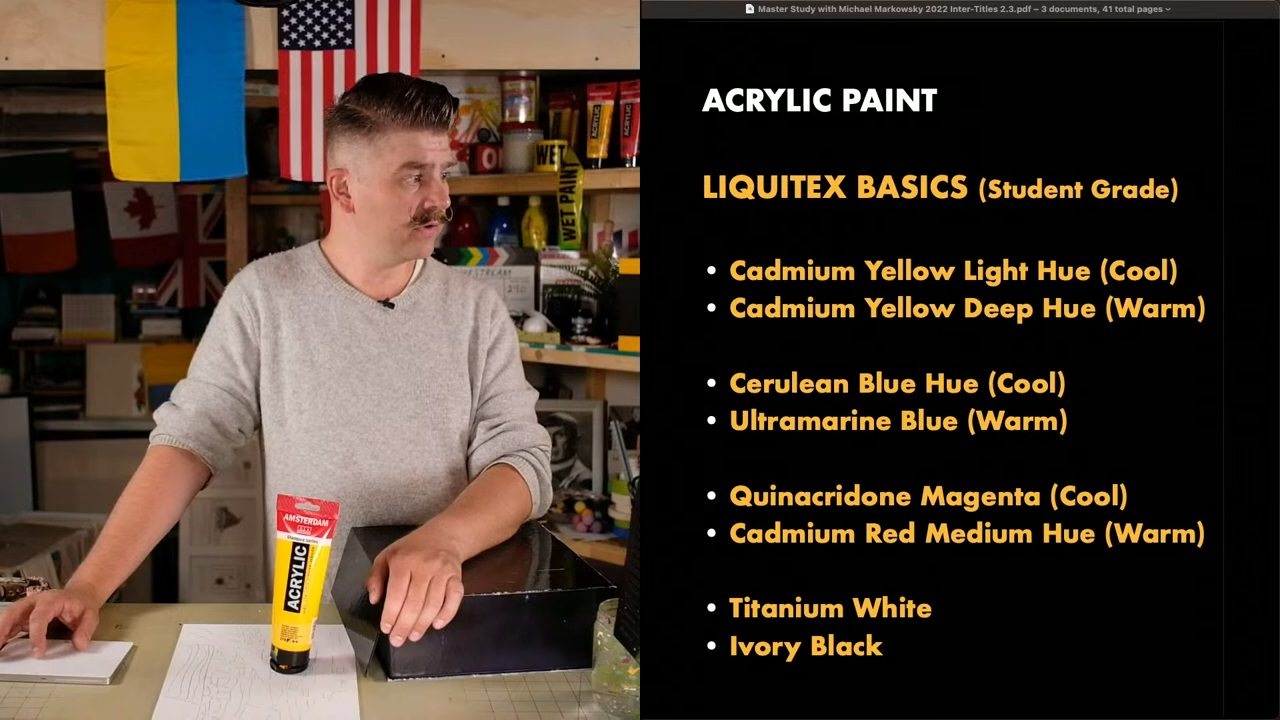 Master Study with Michael Markowsky 2022 Inter-Titles 2.3.pdf – 3 documents, 41 total pages
ACRYLIC PAINT
LIQUITEX BASICS (Student Grade)
• Cadmium Yellow Light Hue (Cool)
• Cadmium Yellow Deep Hue (Warm)
• Cerulean Blue Hue (Cool)
• Ultramarine Blue (Warm)
• Quinacridone Magenta (Cool)
• Cadmium Red Medium Hue (Warm)
• Titanium White
• Ivory Black
ACRYLIC
ACRYLIC
WET
WET PAINT
AMSTERDAM
Standard Series
ACRYLIC